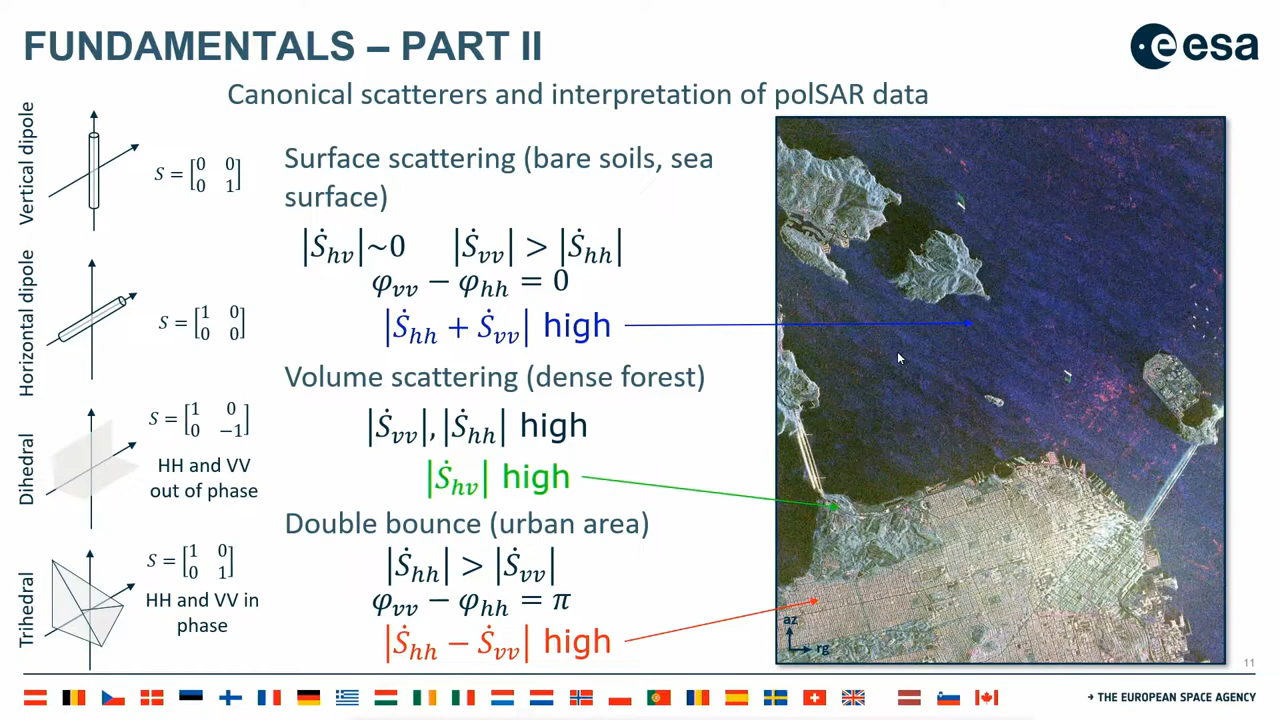 FUNDAMENTALS – PART II
esa
Canonical scatterers and interpretation of polSAR data
Vertical dipole
S = [0 0
0 1]
Horizontal dipole
S = [1 0
0 0]
Dihedral
S = [1 0
0 −1]
HH and VV
out of phase
Trihedral
S = [1 0
0 1]
HH and VV in
phase
Surface scattering (bare soils, sea
surface)
|Ṡhv|~0 |Ṡvv| > |Ṡhh|
φvv − φhh = 0
|Ṡhh + Ṡvv| high
Volume scattering (dense forest)
|Ṡvv|, |Ṡhh| high
|Ṡhv| high
Double bounce (urban area)
|Ṡhh| > |Ṡvv|
φvv − φhh = π
|Ṡhh − Ṡvv| high
az
rg
11
→ THE EUROPEAN SPACE AGENCY